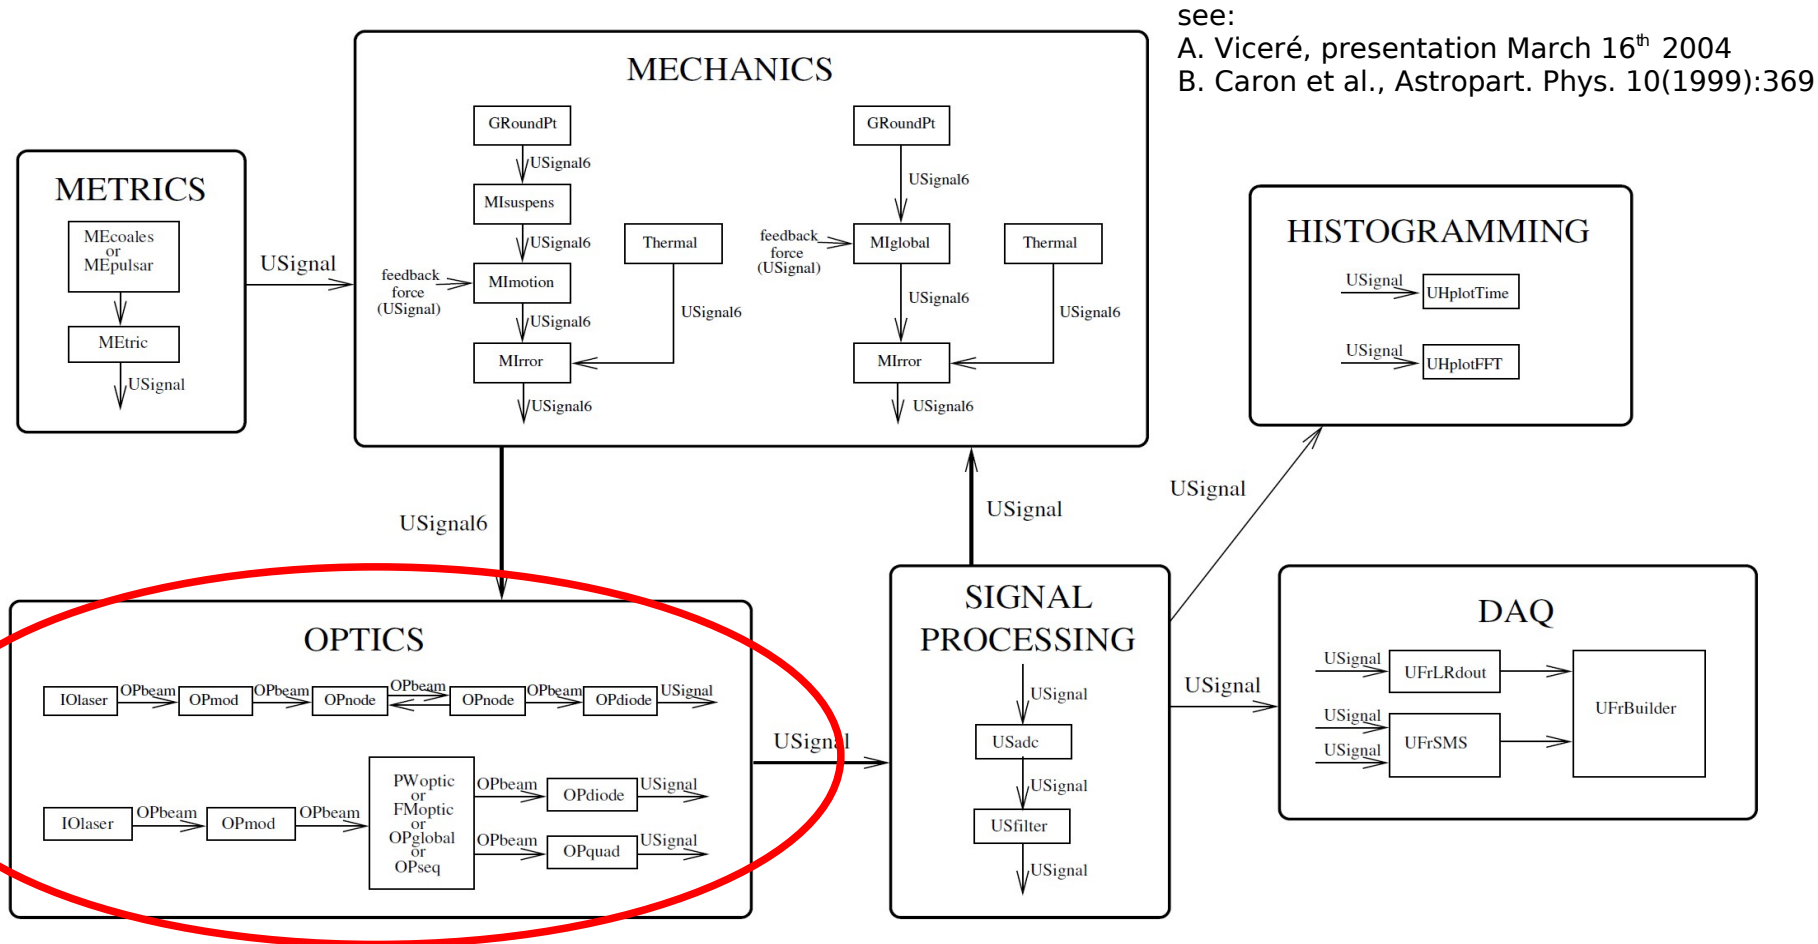 see:
A. Viceré, presentation March 16th 2004
B. Caron et al., Astropart. Phys. 10(1999):369
METRICS
MEcoales
or
MEpulsar
MEtric
USignal
USignal
MECHANICS
GRoundPt
USignal6
MIsuspens
USignal6
feedback
force
(USignal)
MImotion
USignal6
MIrror
USignal6
Thermal
USignal6
GRoundPt
USignal6
feedback
force
(USignal)
MIglobal
USignal6
MIrror
USignal6
Thermal
USignal6
HISTOGRAMMING
USignal
UHplotTime
USignal
UHplotFFT
USignal6
USignal
USignal
OPTICS
IOlaser
OPbeam
OPmod
OPbeam
OPnode
OPbeam
OPnode
OPbeam
OPdiode
USignal
IOlaser
OPbeam
OPmod
OPbeam
PWoptic
or
FMoptic
or
OPglobal
or
OPseq
OPbeam
OPdiode
USignal
OPbeam
OPquad
USignal
USignal
SIGNAL
PROCESSING
USignal
USadc
USignal
USfilter
USignal
USignal
DAQ
USignal
UFrLRdout
USignal
USignal
UFrSMS
UFrBuilder